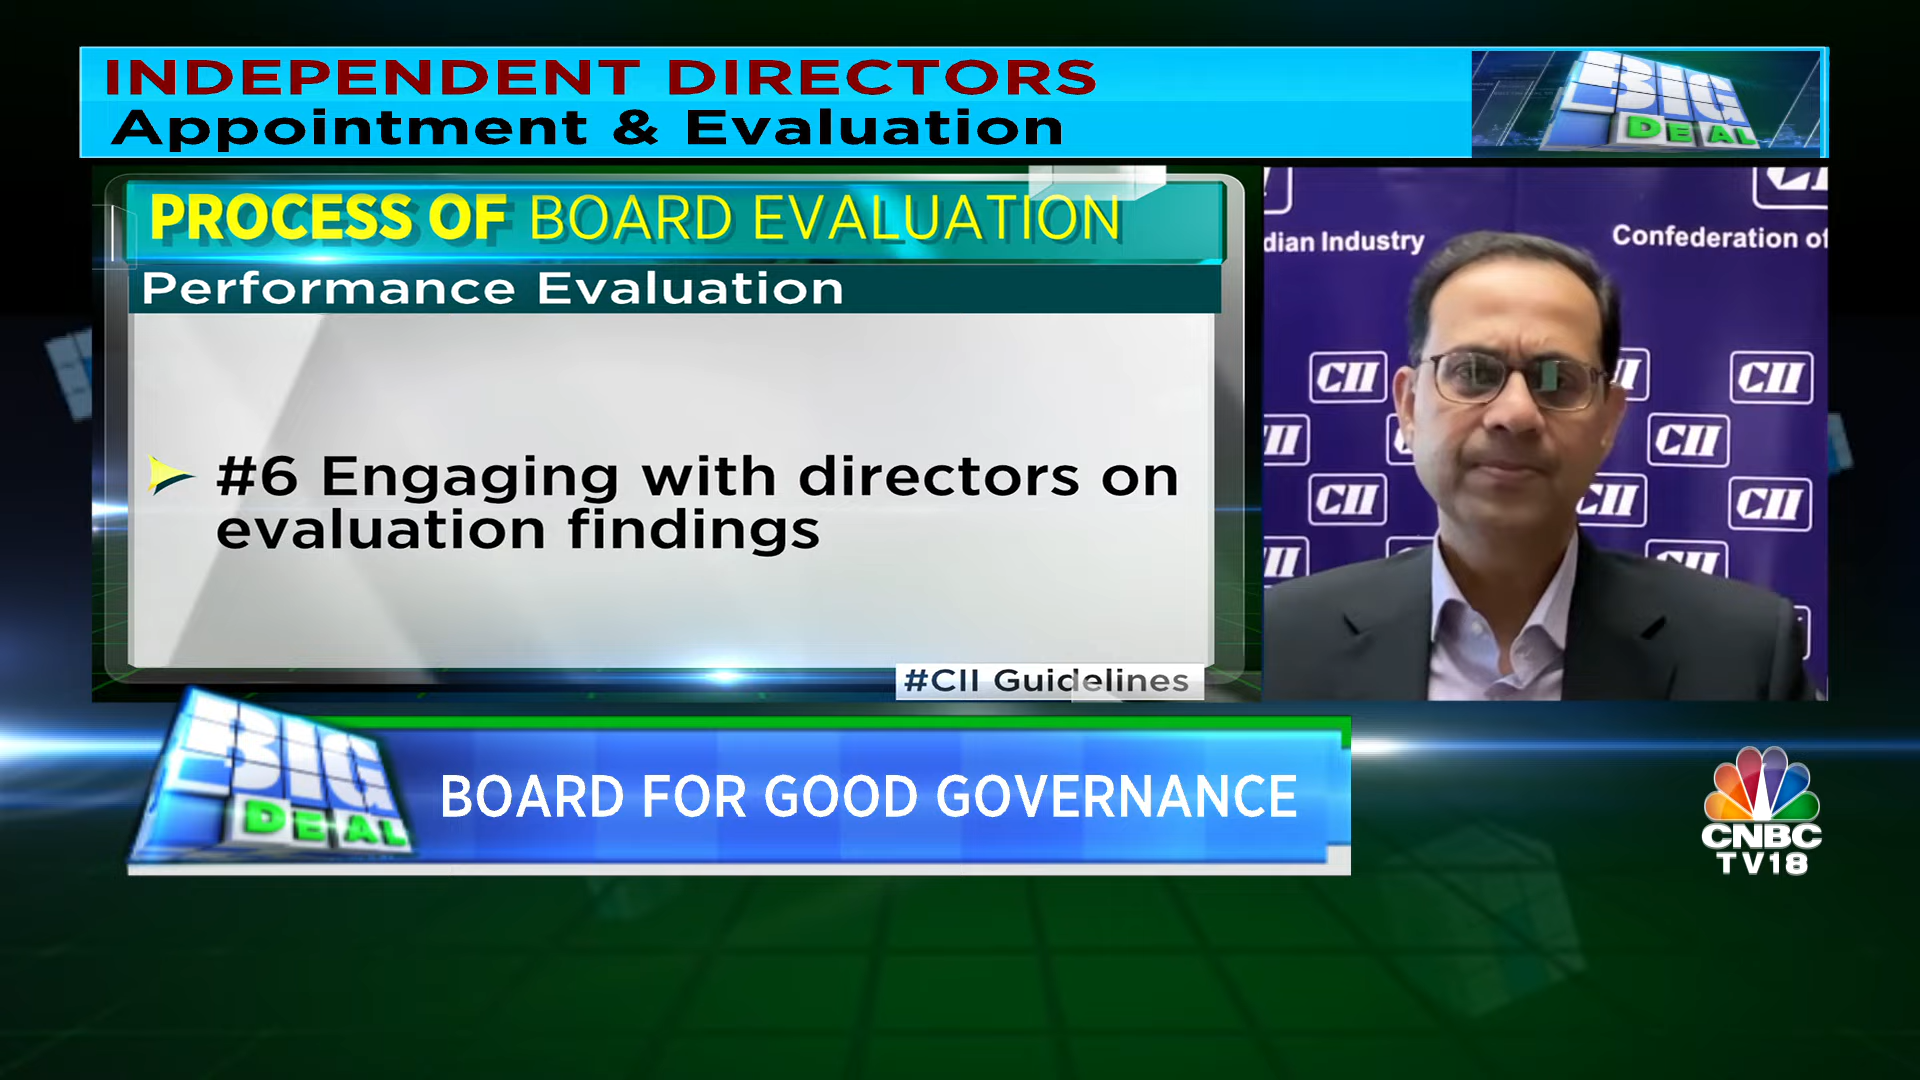 INDEPENDENT DIRECTORS
Appointment & Evaluation
BIG
DEAL
PROCESS OF BOARD EVALUATION
Performance Evaluation
#6 Engaging with directors on
evaluation findings
#CII Guidelines
dian Industry
Confederation of
CII
CII
CII
CII
CII
CII
CII
BIG
DEAL
BOARD FOR GOOD GOVERNANCE
CNBC
TV18